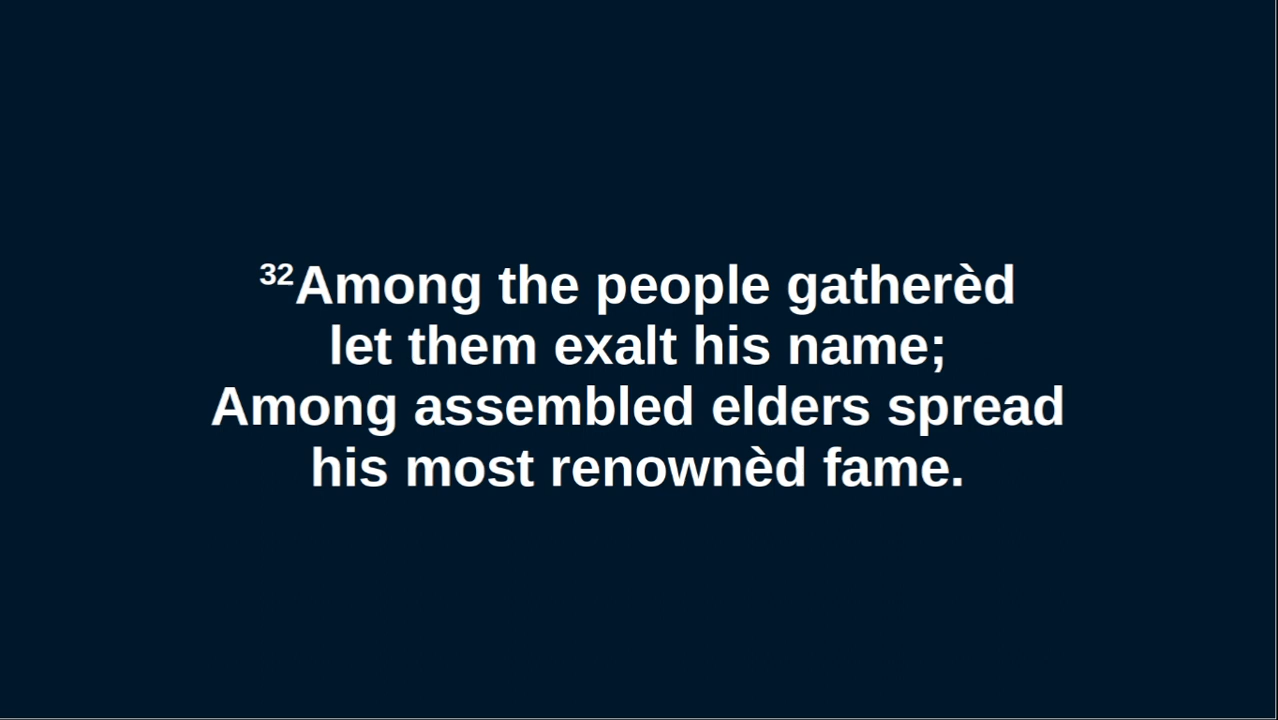 ³²Among the people gatherèd
let them exalt his name;
Among assembled elders spread
his most renownèd fame.